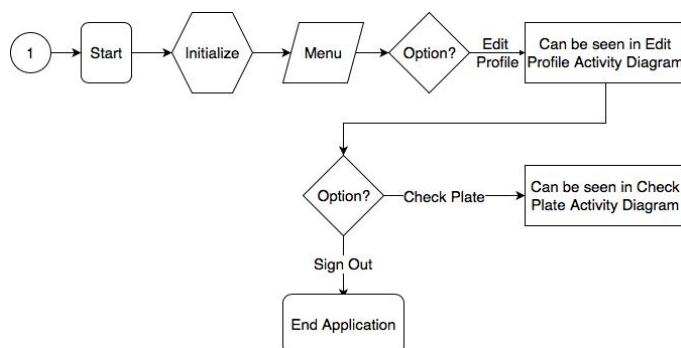 1
Start
Initialize
Menu
Option?
Edit
Profile
Can be seen in Edit
Profile Activity Diagram
Option?
Check Plate
Can be seen in Check
Plate Activity Diagram
Sign Out
End Application